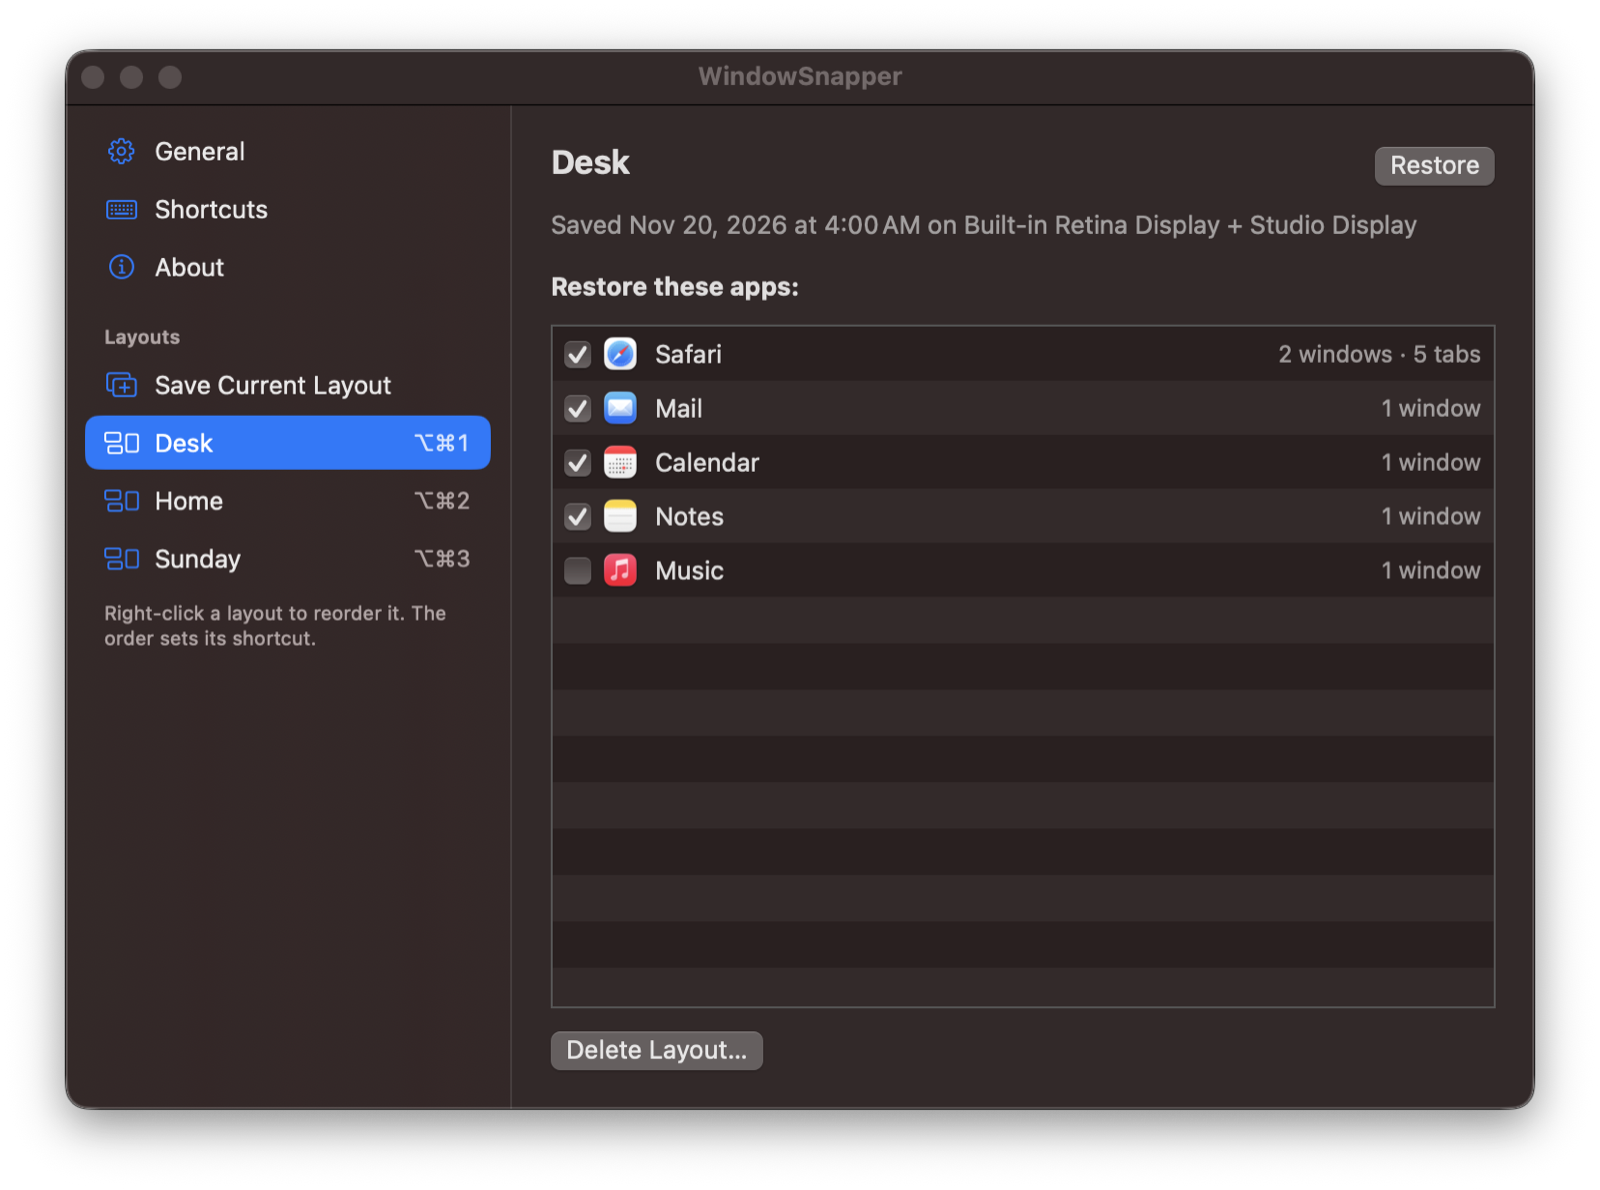 WindowSnapper
General
Shortcuts
About
Layouts
Save Current Layout
Desk ⌥⌘1
Home ⌥⌘2
Sunday ⌥⌘3
Right-click a layout to reorder it. The
order sets its shortcut.
Desk
Restore
Saved Nov 20, 2026 at 4:00 AM on Built-in Retina Display + Studio Display
Restore these apps:
Safari 2 windows · 5 tabs
Mail 1 window
Calendar 1 window
Notes 1 window
Music 1 window
Delete Layout...